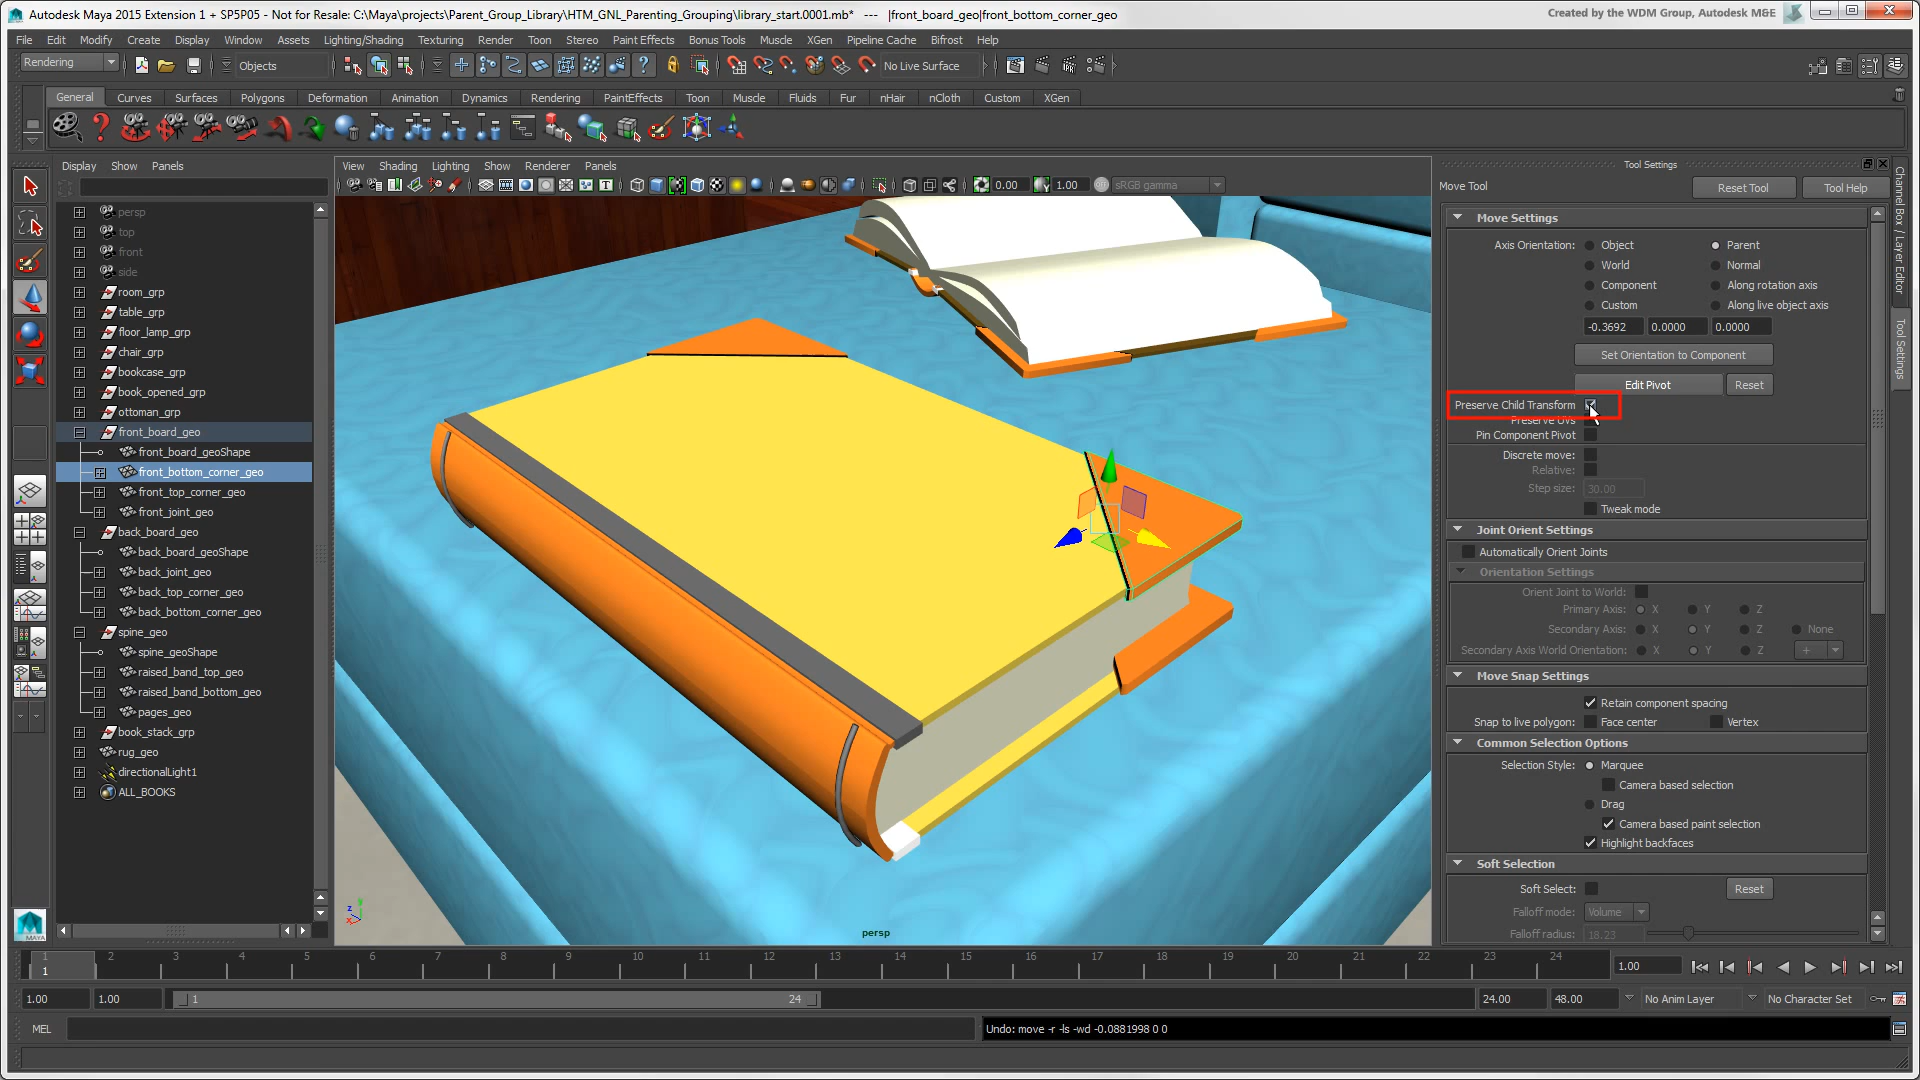 Autodesk Maya 2015 Extension 1 + SP5P05 - Not for Resale: C:\Maya\projects\Parent_Group_Library\HTM_GNL_Parenting_Grouping\library_start.0001.mb* --- |front_board_geo|front_bottom_corner_geo
Created by the WDM Group, Autodesk M&E
File Edit Modify Create Display Window Assets Lighting/Shading Texturing Render Toon Stereo Paint Effects Bonus Tools Muscle XGen Pipeline Cache Bifrost Help
Rendering Objects No Live Surface
General Curves Surfaces Polygons Deformation Animation Dynamics Rendering PaintEffects Toon Muscle Fluids Fur nHair nCloth Custom XGen
Display Show Panels
View Shading Lighting Show Renderer Panels
0.00 1.00 sRGB gamma
persp
top
front
side
room_grp
table_grp
floor_lamp_grp
chair_grp
bookcase_grp
book_opened_grp
ottoman_grp
front_board_geo
front_board_geoShape
front_bottom_corner_geo
front_top_corner_geo
front_joint_geo
back_board_geo
back_board_geoShape
back_joint_geo
back_top_corner_geo
back_bottom_corner_geo
spine_geo
spine_geoShape
raised_band_top_geo
raised_band_bottom_geo
pages_geo
book_stack_grp
rug_geo
directionalLight1
ALL_BOOKS
MAYA
z y x
persp
Tool Settings
Move Tool Reset Tool Tool Help
Move Settings
Axis Orientation: Object Parent
World Normal
Component Along rotation axis
Custom Along live object axis
-0.3692 0.0000 0.0000
Set Orientation to Component
Edit Pivot Reset
Preserve Child Transform
Preserve UVs
Pin Component Pivot
Discrete move:
Relative:
Step size: 30.00
Tweak mode
Joint Orient Settings
Automatically Orient Joints
Orientation Settings
Orient Joint to World:
Primary Axis: X Y Z
Secondary Axis: X Y Z None
Secondary Axis World Orientation: X Y Z +
Move Snap Settings
Retain component spacing
Snap to live polygon: Face center Vertex
Common Selection Options
Selection Style: Marquee
Camera based selection
Drag
Camera based paint selection
Highlight backfaces
Soft Selection
Soft Select: Reset
Falloff mode: Volume
Falloff radius: 18.23
Channel Box / Layer Editor
Tool Settings
1 2 3 4 5 6 7 8 9 10 11 12 13 14 15 16 17 18 19 20 21 22 23 24
1 1.00
1.00 1.00 1 24 24.00 48.00 No Anim Layer No Character Set
MEL Undo: move -r -ls -wd -0.0881998 0 0